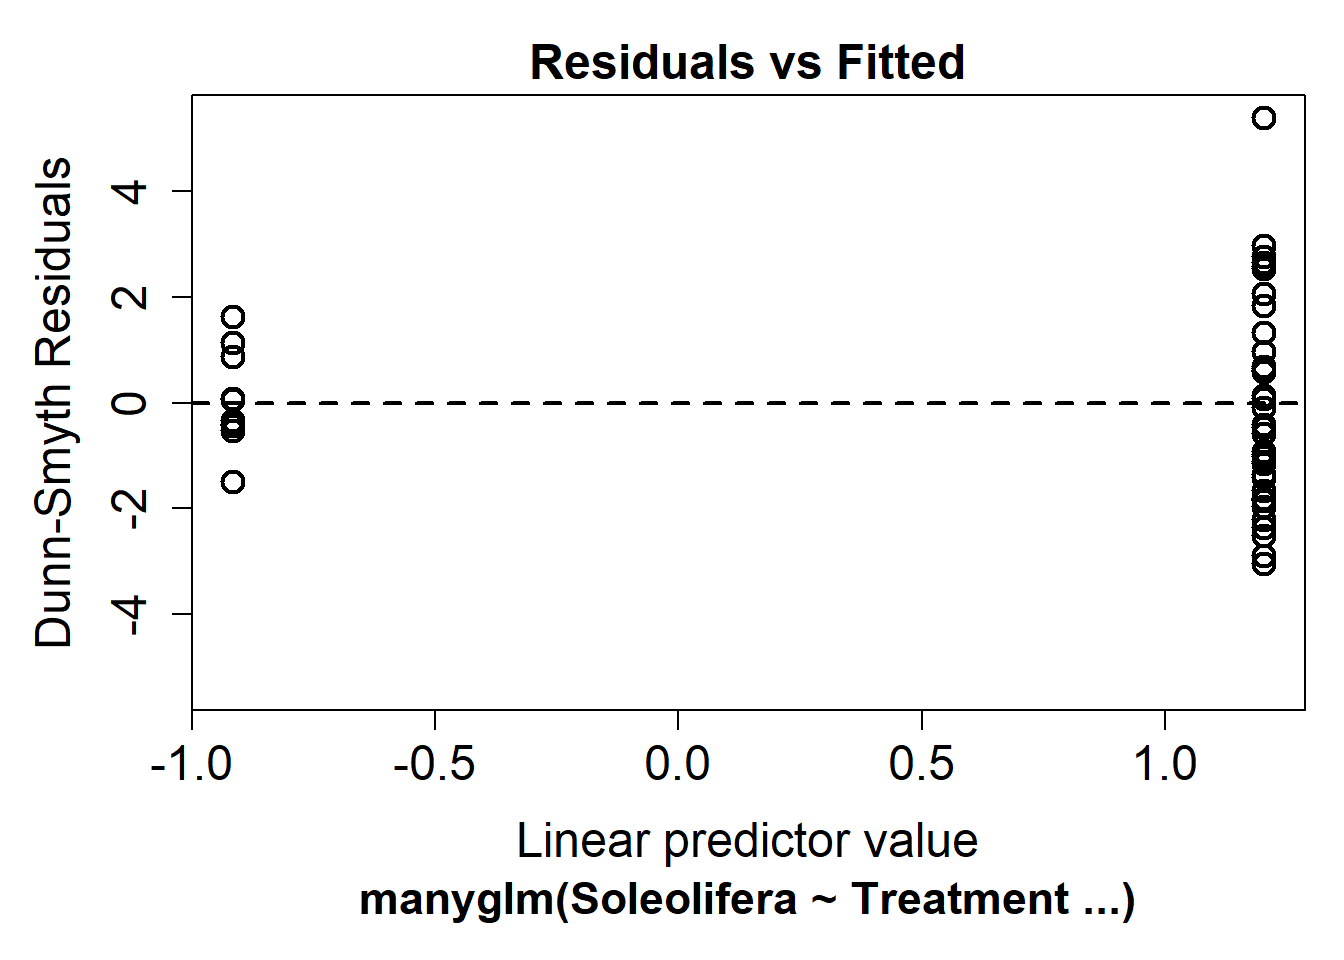 Residuals vs Fitted
Dunn-Smyth Residuals
4
2
0
-2
-4
-1.0 -0.5 0.0 0.5 1.0
Linear predictor value
manyglm(Soleolifera ~ Treatment ...)